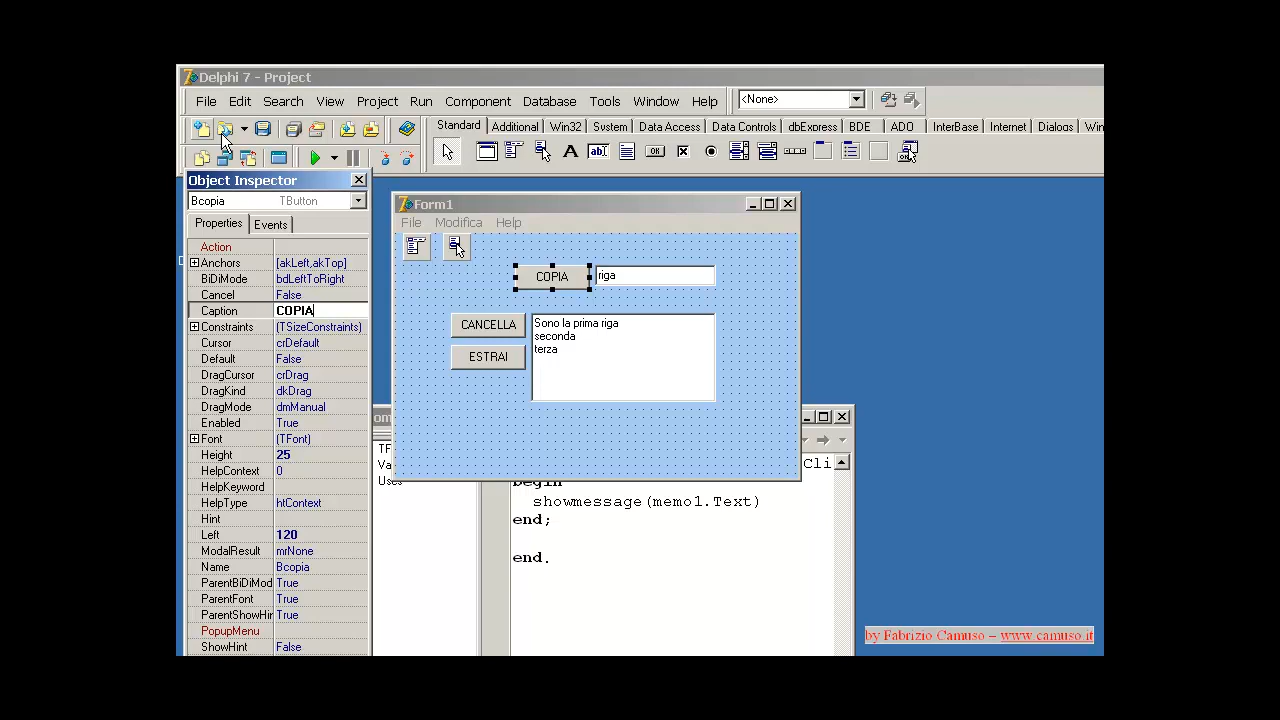 Delphi 7 - Project
File Edit Search View Project Run Component Database Tools Window Help <None>
Standard Additional Win32 System Data Access Data Controls dbExpress BDE ADO InterBase Internet Dialogs
Object Inspector
Bcopia TButton
Properties Events
Action
Anchors [akLeft,akTop]
BiDiMode bdLeftToRight
Cancel False
Caption COPIA
Constraints (TSizeConstraints)
Cursor crDefault
Default False
DragCursor crDrag
DragKind dkDrag
DragMode dmManual
Enabled True
Font (TFont)
Height 25
HelpContext 0
HelpKeyword
HelpType htContext
Hint
Left 120
ModalResult mrNone
Name Bcopia
ParentBiDiMod True
ParentFont True
ParentShowHir True
PopupMenu
ShowHint False
Form1
File Modifica Help
COPIA riga
CANCELLA
ESTRAI
Sono la prima riga
seconda
terza
Cli
begin
showmessage(memo1.Text)
end;
end.
Uses
by Fabrizio Camuso – www.camuso.it